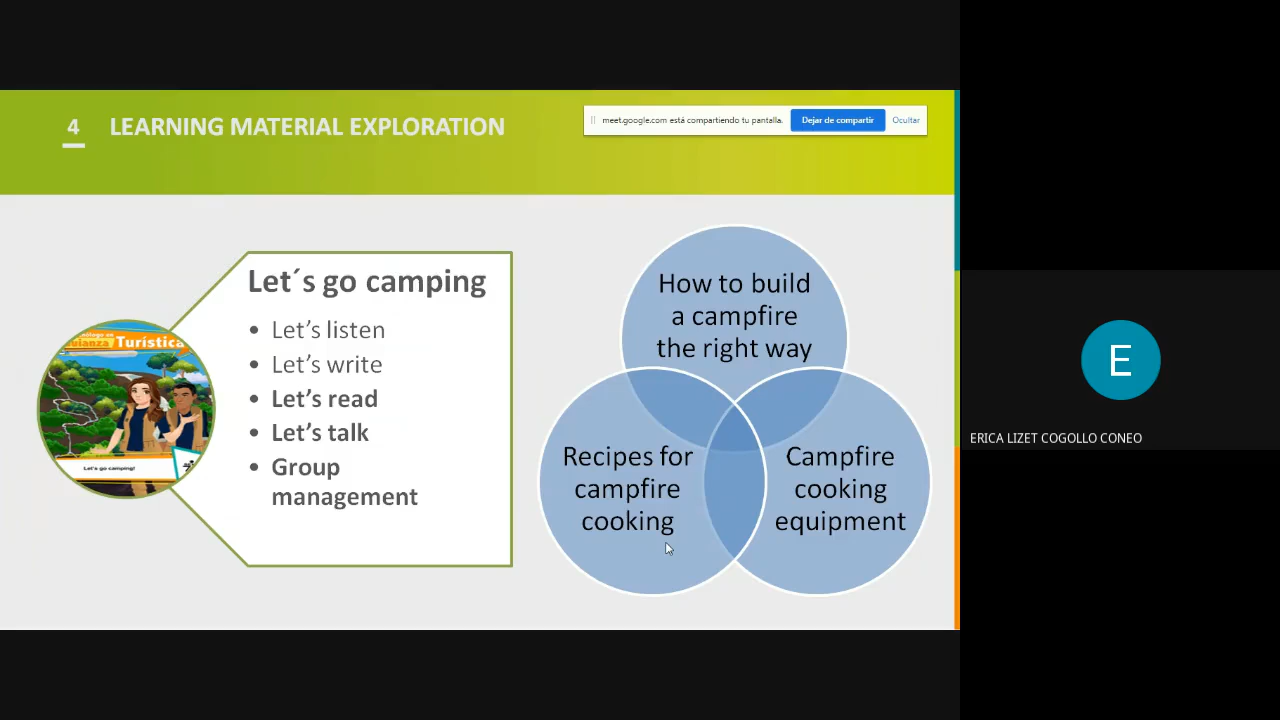 4
LEARNING MATERIAL EXPLORATION
meet.google.com está compartiendo tu pantalla.
Dejar de compartir
Ocultar
Let´s go camping
• Let’s listen
• Let’s write
• Let’s read
• Let’s talk
• Group
management
Turística
Let's go camping!
How to build
a campfire
the right way
Recipes for
campfire
cooking
Campfire
cooking
equipment
E
ERICA LIZET COGOLLO CONEO